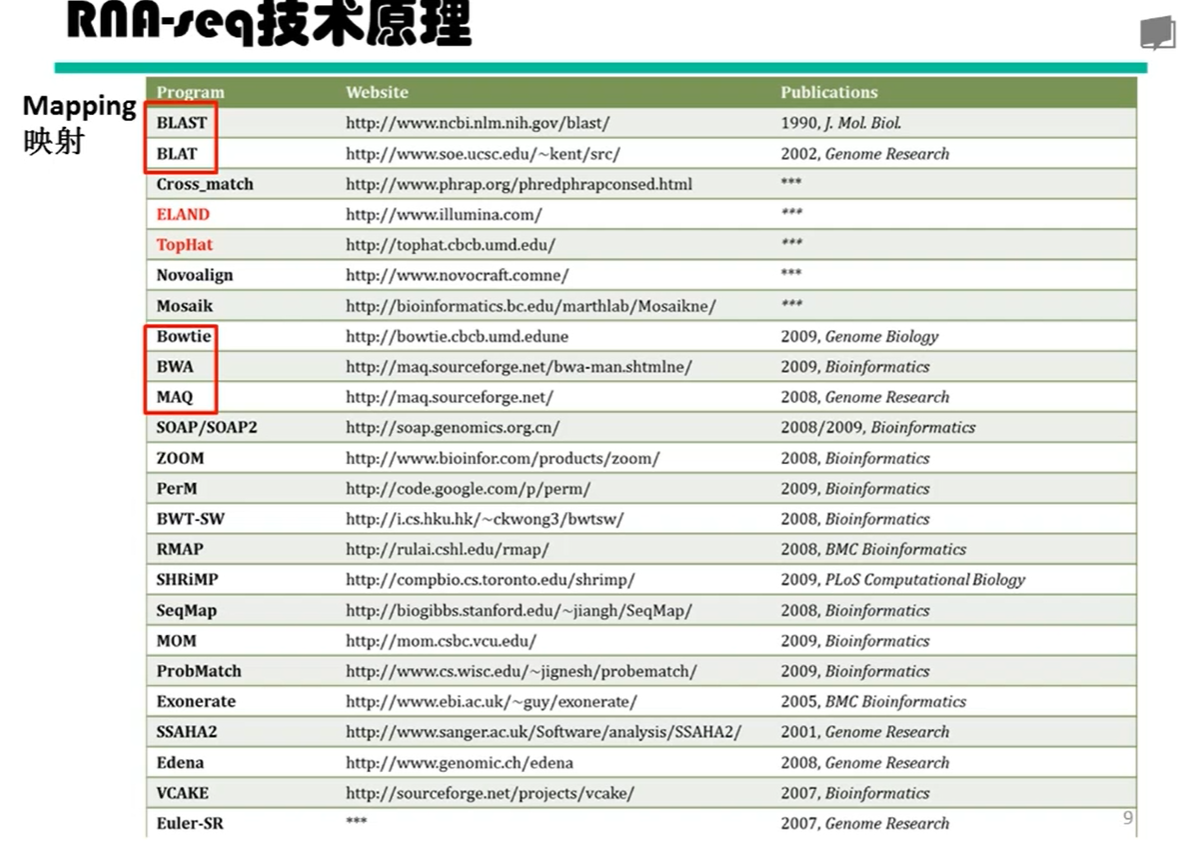 RNA-seq技术原理
Mapping
映射
Program Website Publications
BLAST http://www.ncbi.nlm.nih.gov/blast/ 1990, J. Mol. Biol.
BLAT http://www.soe.ucsc.edu/~kent/src/ 2002, Genome Research
Cross_match http://www.phrap.org/phredphrapconsed.html ***
ELAND http://www.illumina.com/ ***
TopHat http://tophat.cbcb.umd.edu/ ***
Novoalign http://www.novocraft.comne/ ***
Mosaik http://bioinformatics.bc.edu/marthlab/Mosaikne/ ***
Bowtie http://bowtie.cbcb.umd.edune 2009, Genome Biology
BWA http://maq.sourceforge.net/bwa-man.shtmlne/ 2009, Bioinformatics
MAQ http://maq.sourceforge.net/ 2008, Genome Research
SOAP/SOAP2 http://soap.genomics.org.cn/ 2008/2009, Bioinformatics
ZOOM http://www.bioinfor.com/products/zoom/ 2008, Bioinformatics
PerM http://code.google.com/p/perm/ 2009, Bioinformatics
BWT-SW http://i.cs.hku.hk/~ckwong3/bwtsw/ 2008, Bioinformatics
RMAP http://rulai.cshl.edu/rmap/ 2008, BMC Bioinformatics
SHRiMP http://compbio.cs.toronto.edu/shrimp/ 2009, PLoS Computational Biology
SeqMap http://biogibbs.stanford.edu/~jiangh/SeqMap/ 2008, Bioinformatics
MOM http://mom.csbc.vcu.edu/ 2009, Bioinformatics
ProbMatch http://www.cs.wisc.edu/~jignesh/probematch/ 2009, Bioinformatics
Exonerate http://www.ebi.ac.uk/~guy/exonerate/ 2005, BMC Bioinformatics
SSAHA2 http://www.sanger.ac.uk/Software/analysis/SSAHA2/ 2001, Genome Research
Edena http://www.genomic.ch/edena 2008, Genome Research
VCAKE http://sourceforge.net/projects/vcake/ 2007, Bioinformatics
Euler-SR *** 2007, Genome Research
9